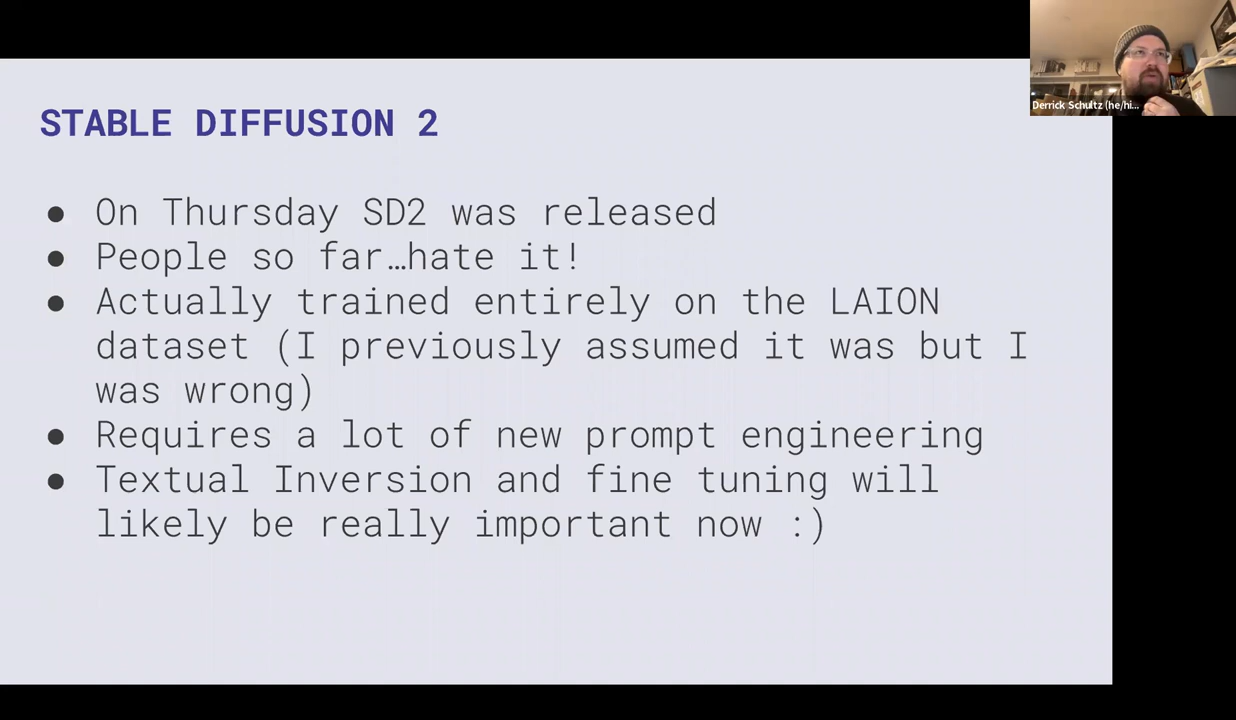 STABLE DIFFUSION 2
● On Thursday SD2 was released
● People so far…hate it!
● Actually trained entirely on the LAION
dataset (I previously assumed it was but I
was wrong)
● Requires a lot of new prompt engineering
● Textual Inversion and fine tuning will
likely be really important now :)
Derrick Schultz (he/hi...